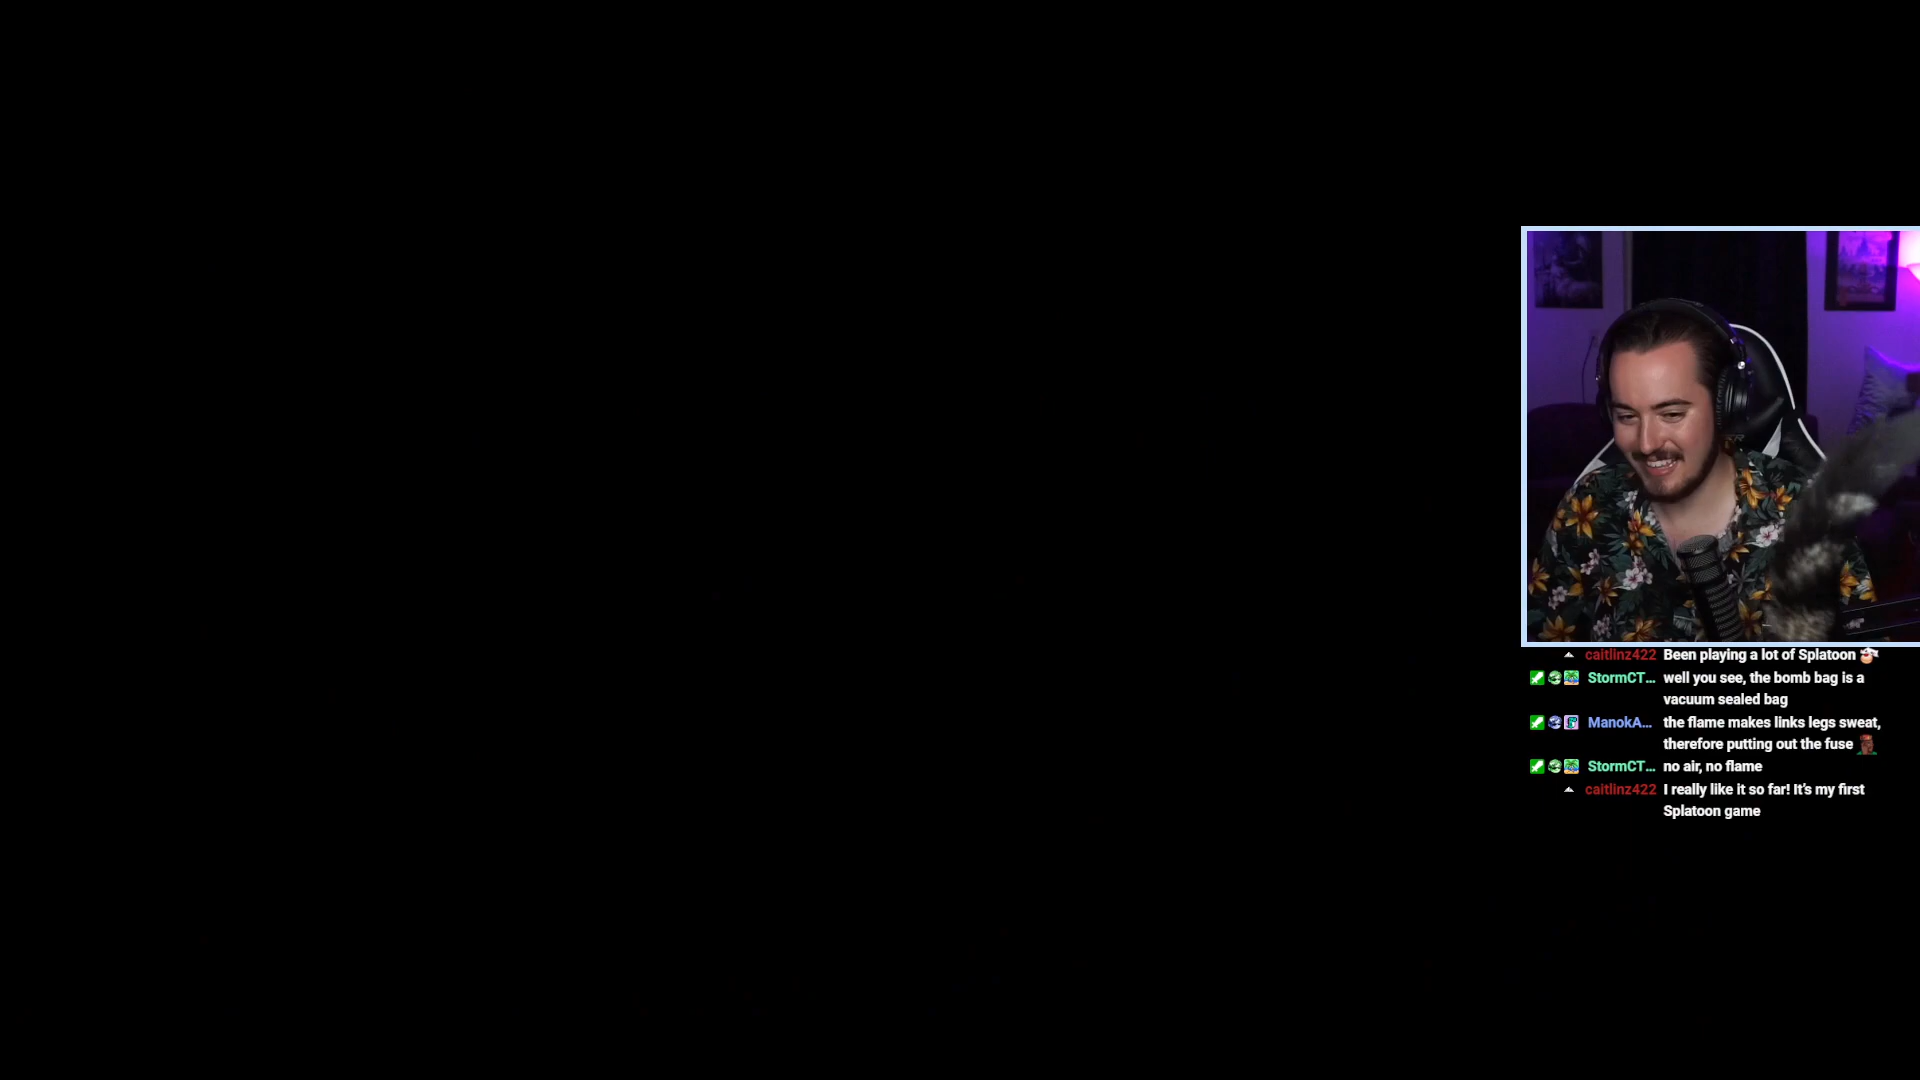 caitlinz422 Been playing a lot of Splatoon
StormCT... well you see, the bomb bag is a
vacuum sealed bag
ManokA... the flame makes links legs sweat,
therefore putting out the fuse
StormCT... no air, no flame
caitlinz422 I really like it so far! It's my first
Splatoon game